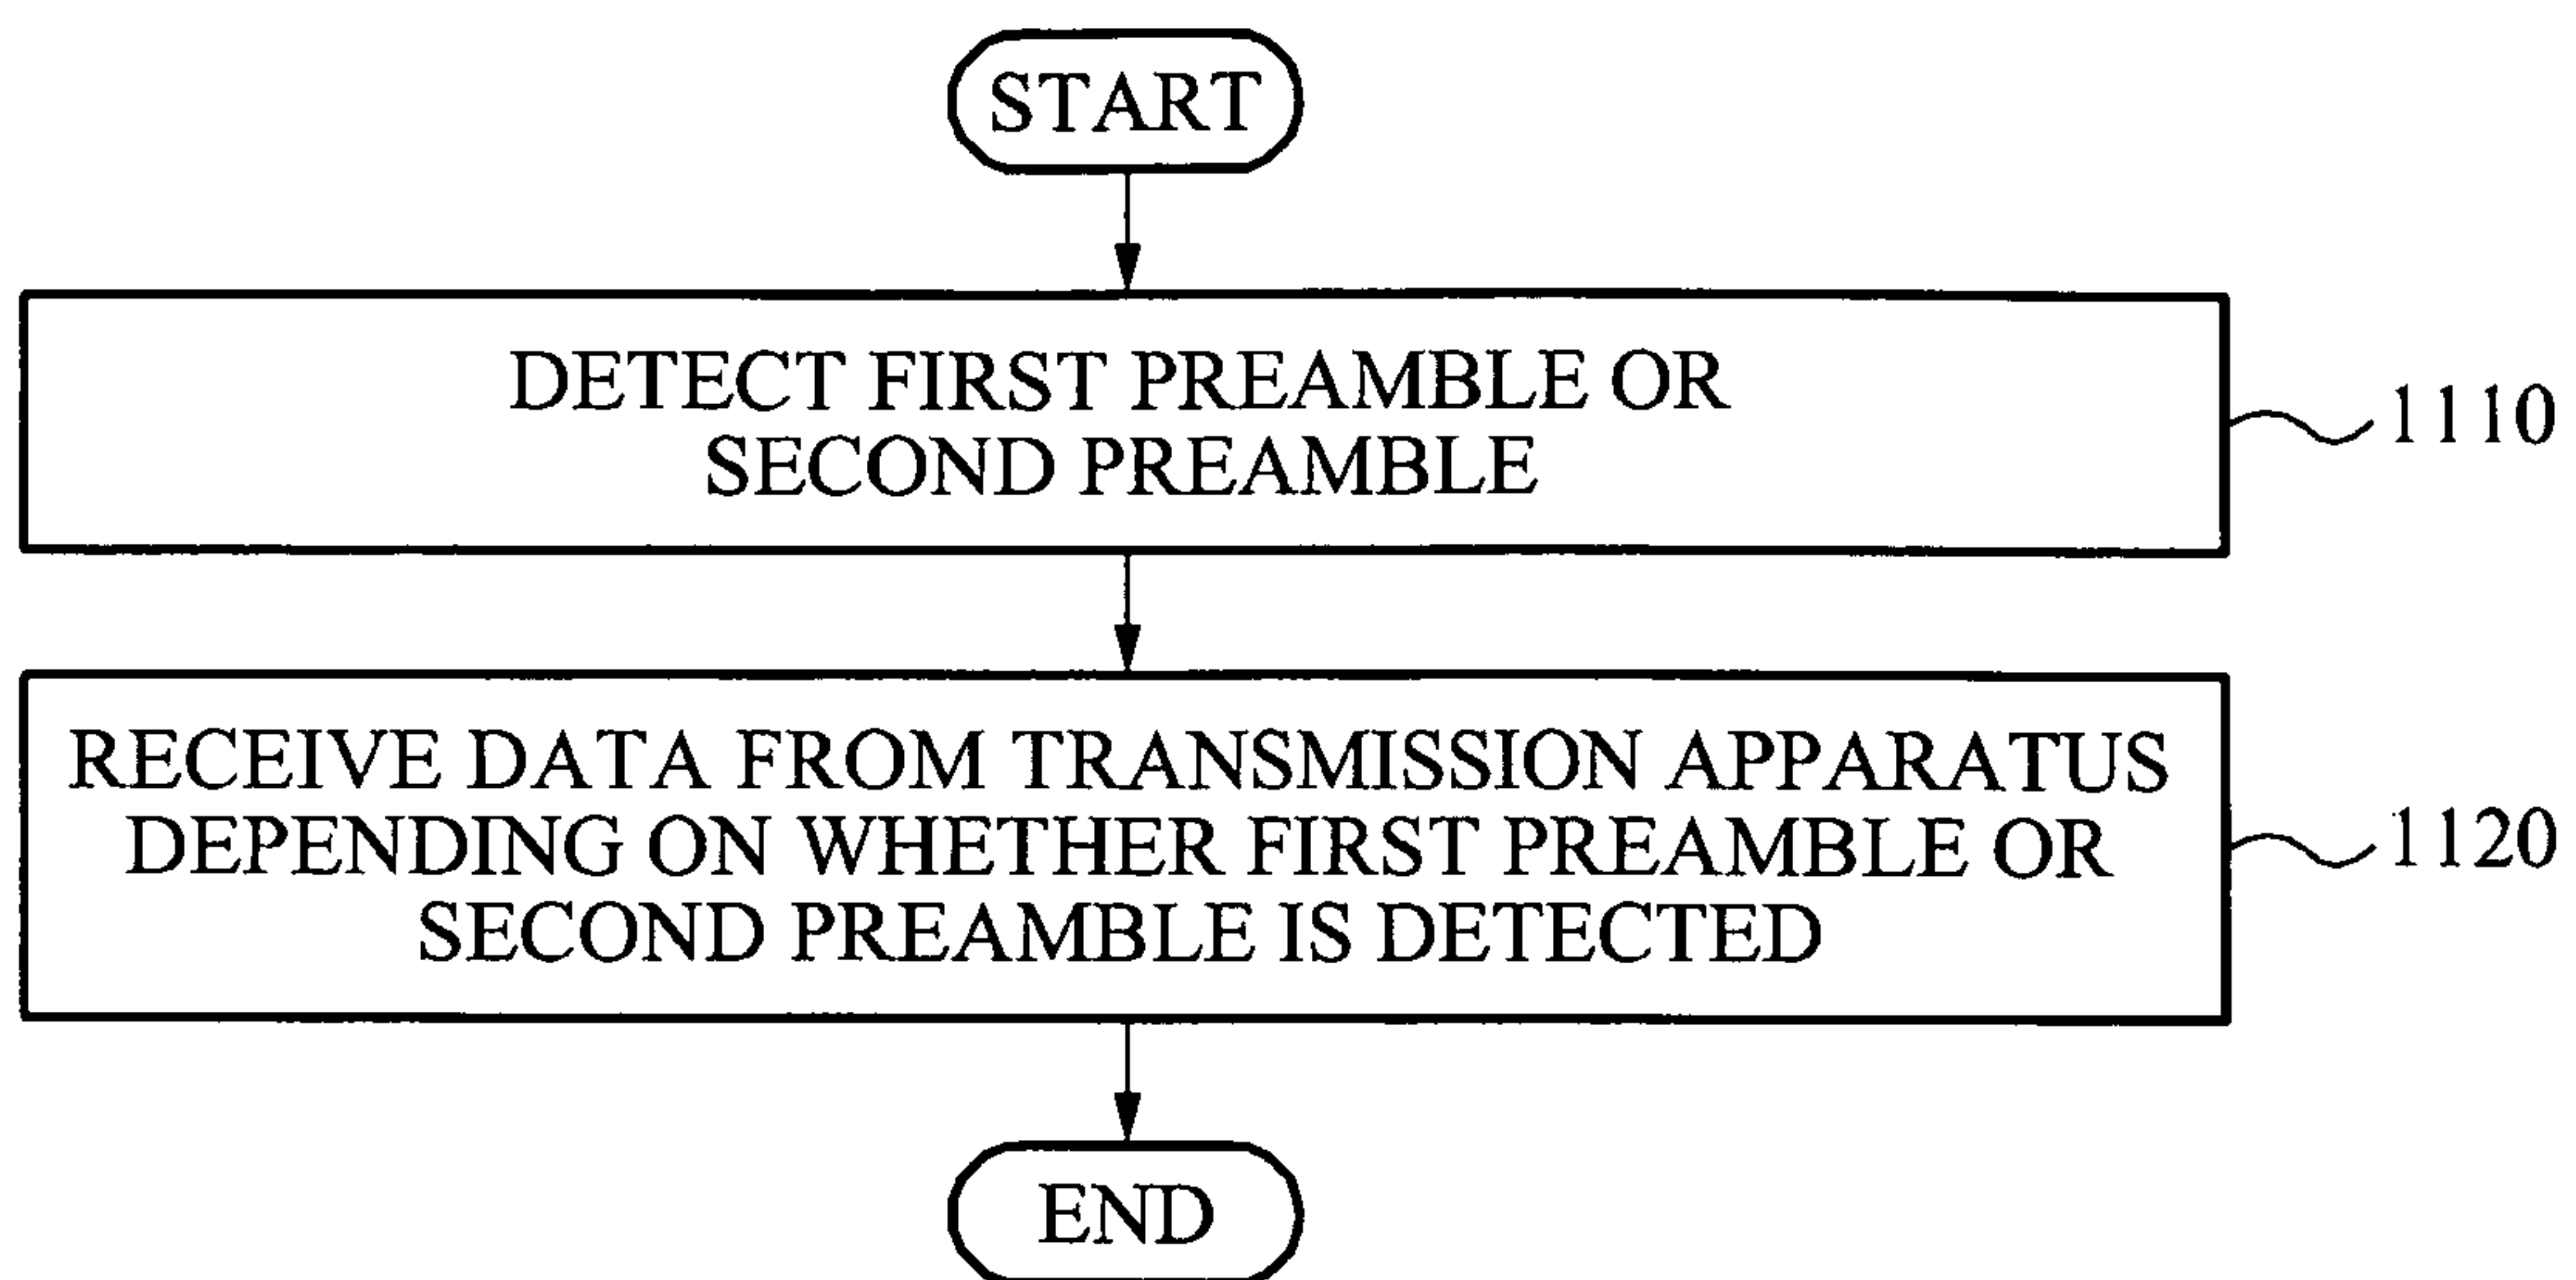 START
DETECT FIRST PREAMBLE OR
SECOND PREAMBLE
1110
RECEIVE DATA FROM TRANSMISSION APPARATUS
DEPENDING ON WHETHER FIRST PREAMBLE OR
SECOND PREAMBLE IS DETECTED
1120
END